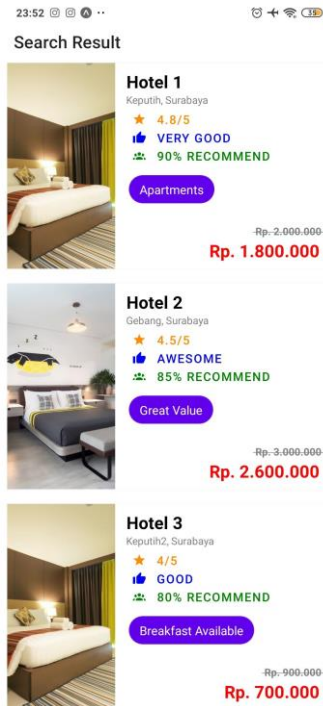 23:52
39
Search Result
Hotel 1
Keputih, Surabaya
4.8/5
VERY GOOD
90% RECOMMEND
Apartments
Rp. 2.000.000
Rp. 1.800.000
Hotel 2
Gebang, Surabaya
4.5/5
AWESOME
85% RECOMMEND
Great Value
Rp. 3.000.000
Rp. 2.600.000
Hotel 3
Keputih2, Surabaya
4/5
GOOD
80% RECOMMEND
Breakfast Available
Rp. 900.000
Rp. 700.000